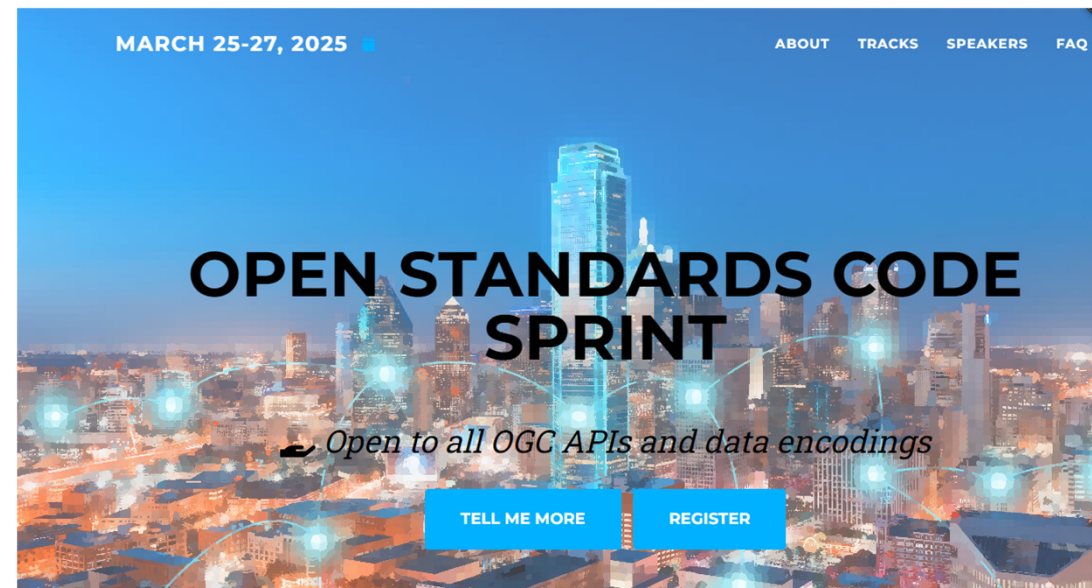 MARCH 25-27, 2025
ABOUT TRACKS SPEAKERS FAQ
OPEN STANDARDS CODE
SPRINT
Open to all OGC APIs and data encodings
TELL ME MORE REGISTER